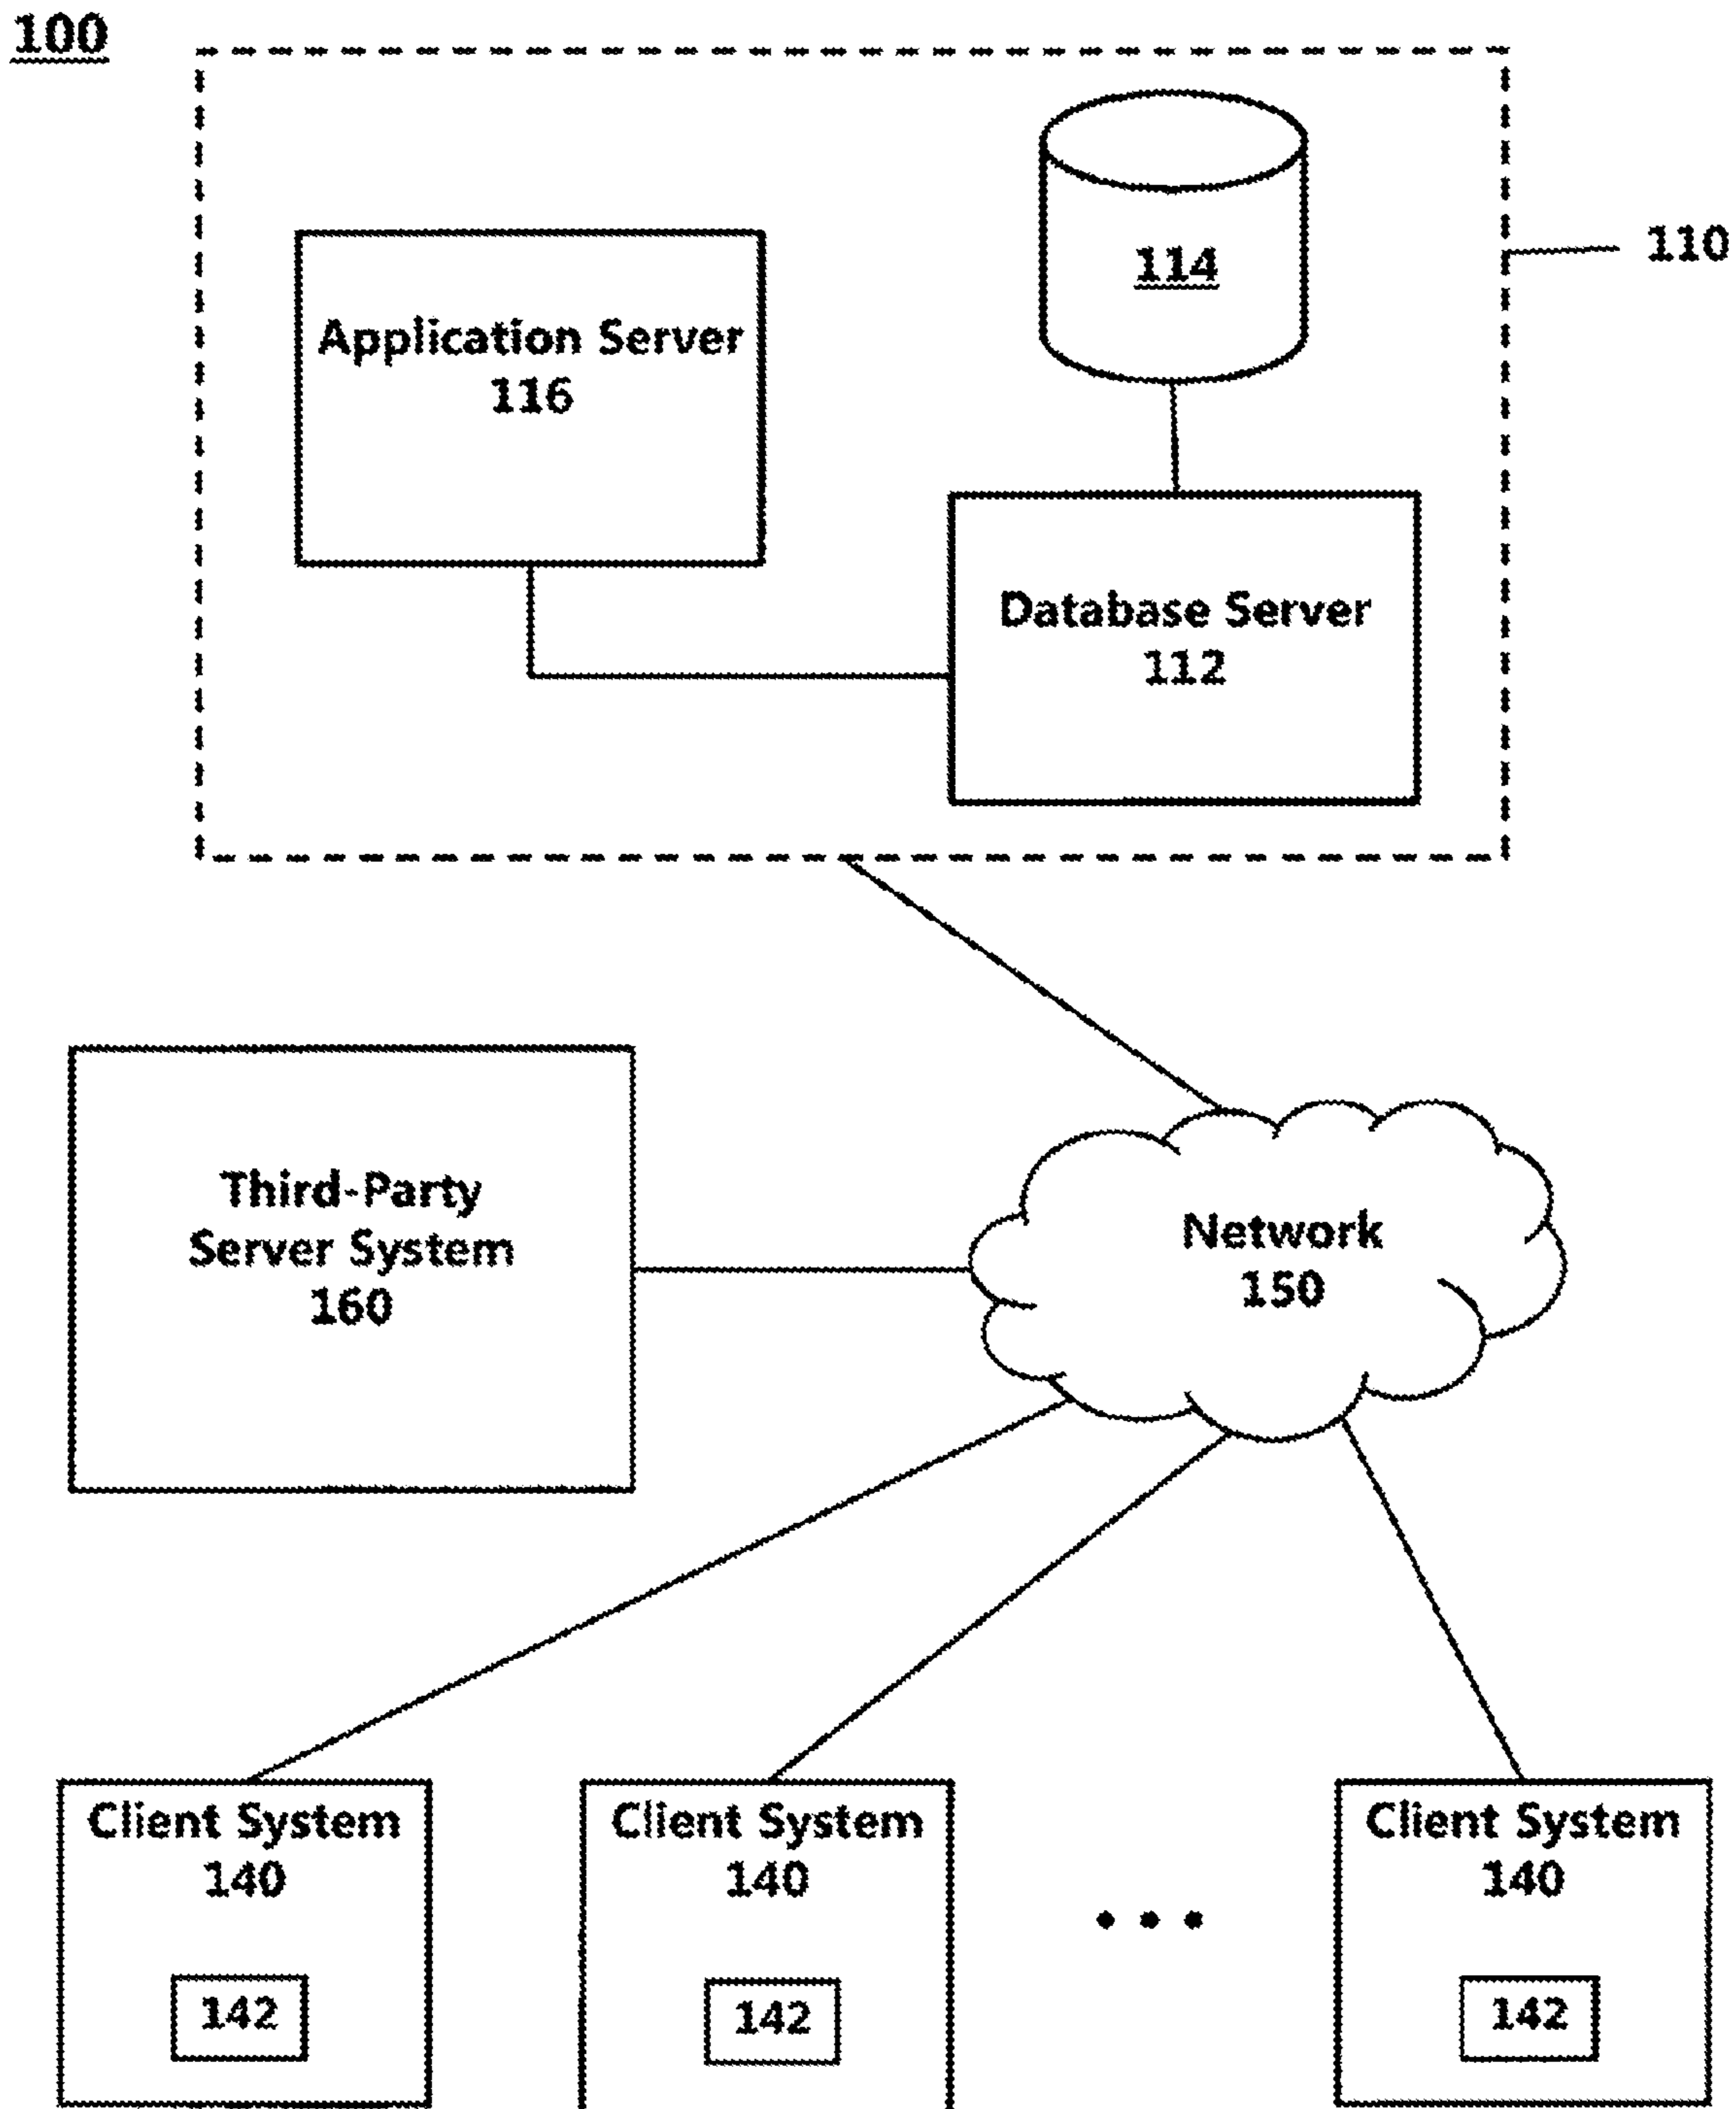 100
114
110
Application Server
116
Database Server
112
Third-Party
Server System
160
Network
150
Client System
140
142
Client System
140
142
Client System
140
142